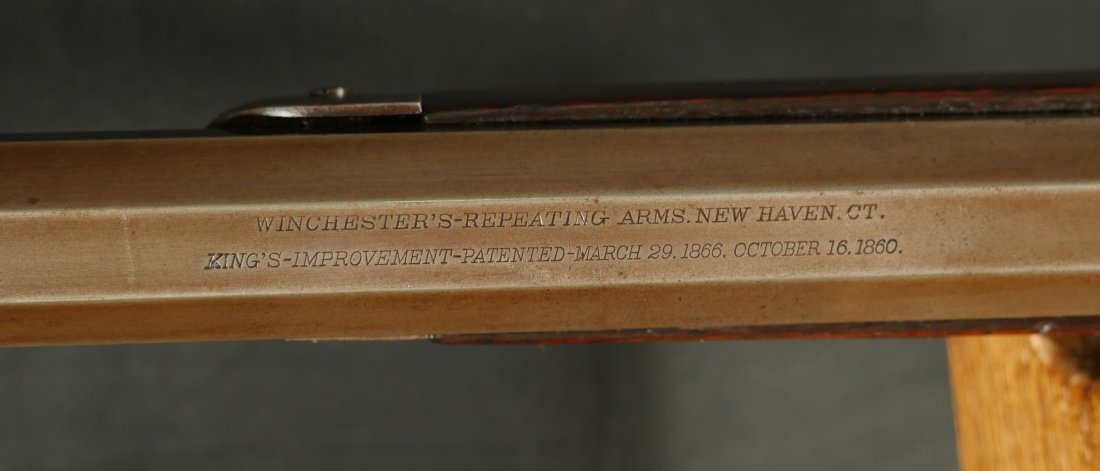 WINCHESTER'S-REPEATING ARMS. NEW HAVEN. CT.
KING'S-IMPROVEMENT-PATENTED-MARCH 29. 1866. OCTOBER 16. 1860.